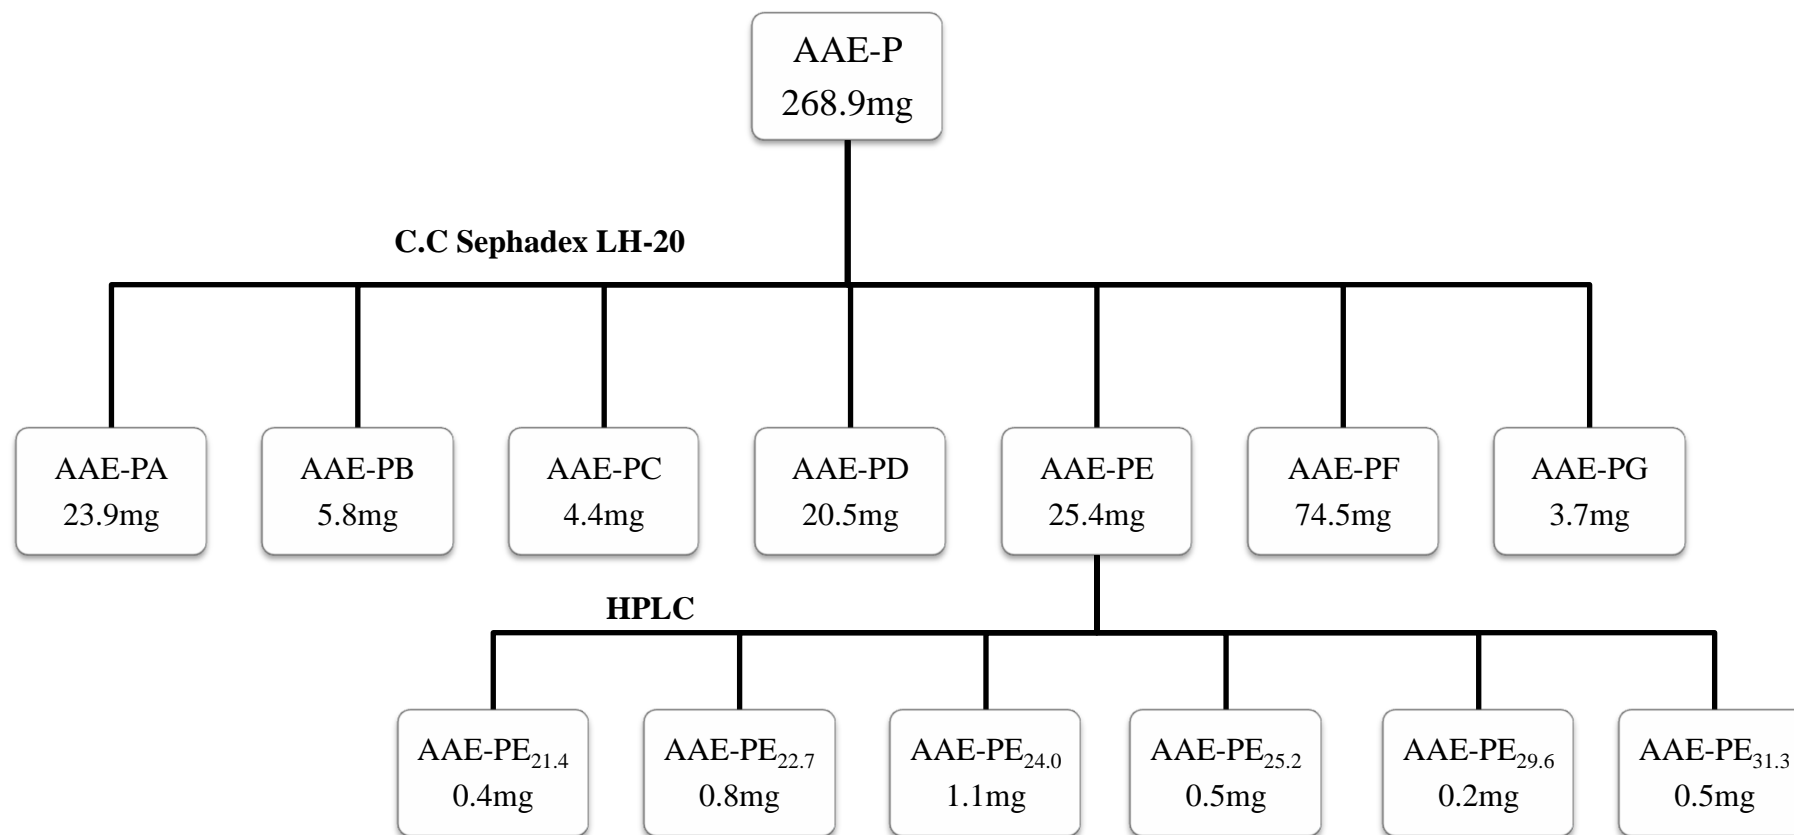 AAE-P
268.9mg
C.C Sephadex LH-20
AAE-PA
23.9mg
AAE-PB
5.8mg
AAE-PC
4.4mg
AAE-PD
20.5mg
AAE-PE
25.4mg
AAE-PF
74.5mg
AAE-PG
3.7mg
HPLC
AAE-PE21.4
0.4mg
AAE-PE22.7
0.8mg
AAE-PE24.0
1.1mg
AAE-PE25.2
0.5mg
AAE-PE29.6
0.2mg
AAE-PE31.3
0.5mg